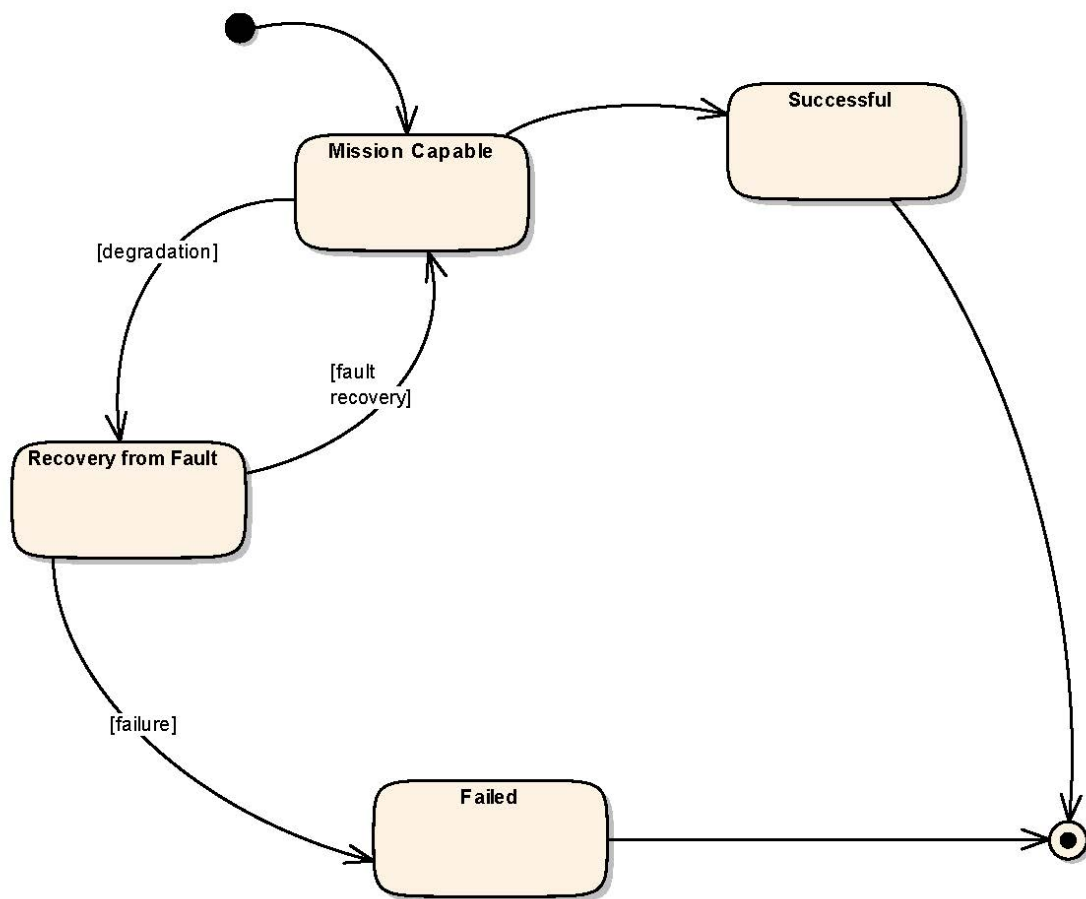 Successful
Mission Capable
[degradation]
[fault
recovery]
Recovery from Fault
[failure]
Failed